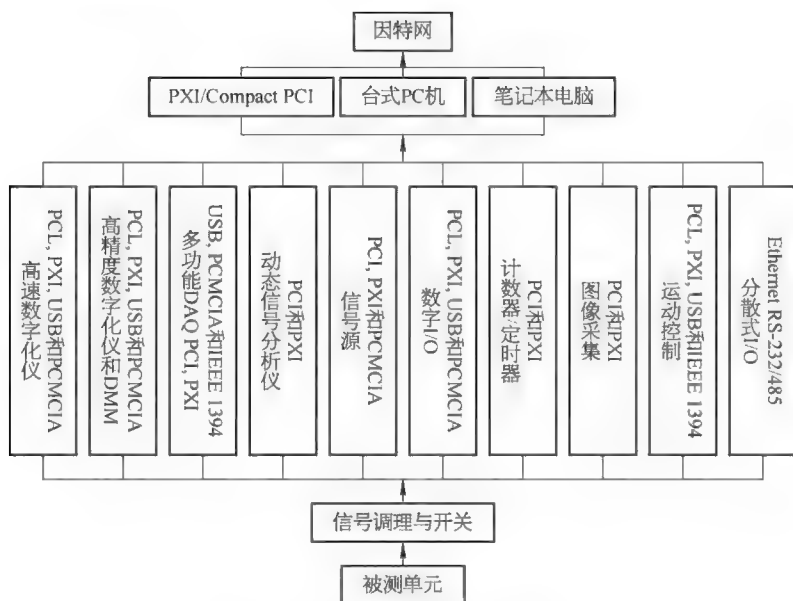 因特网
PXI/Compact PCI
台式PC机
笔记本电脑
高速数字化仪
PCL, PXI, USB和PCMCIA
高精度数字化仪和DMM
PCL, PXI, USB和PCMCIA
多功能DAQ PCI, PXI
USB, PCMCIA和IEEE 1394
动态信号分析仪
PCI和PXI
信号源
PCI, PXI和PCMCIA
数字I/O
PCL, PXI, USB和PCMCIA
计数器/定时器
PCI和PXI
图像采集
PCI和PXI
运动控制
PCL, PXI, USB和IEEE 1394
分散式I/O
Ethernet RS-232/485
信号调理与开关
被测单元